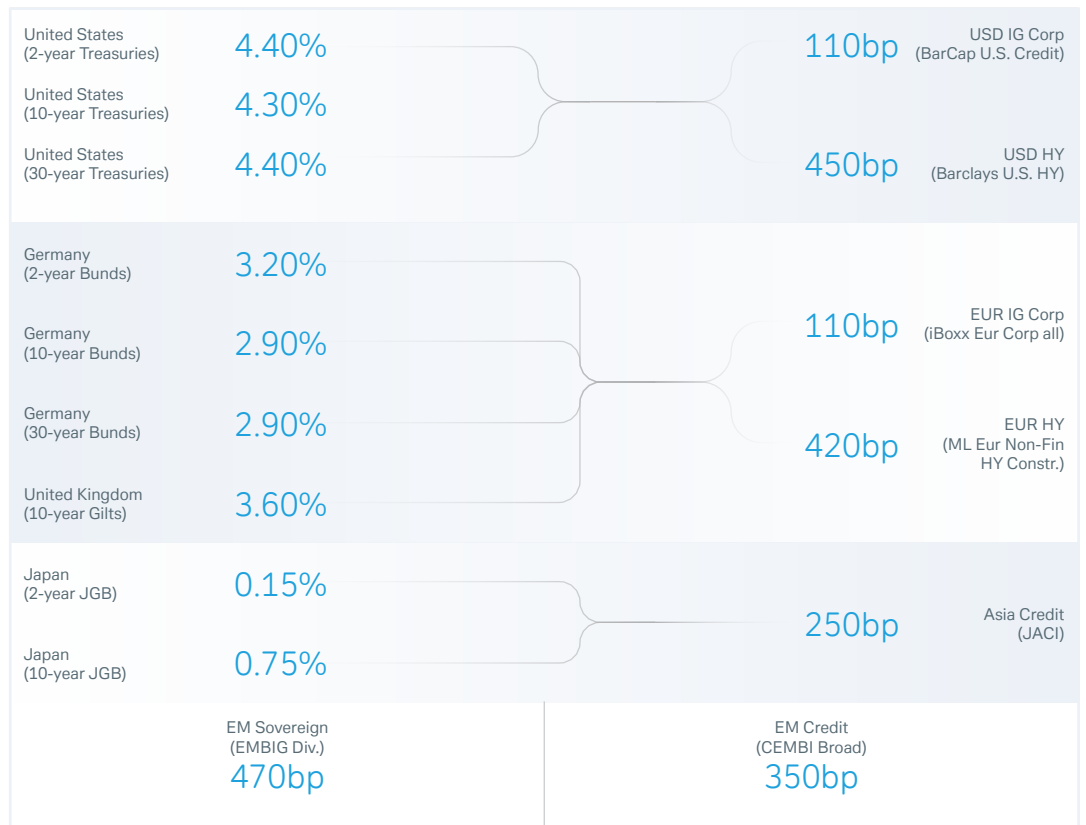 United States
(2-year Treasuries)
4.40%
United States
(10-year Treasuries)
4.30%
United States
(30-year Treasuries)
4.40%
110bp
USD IG Corp
(BarCap U.S. Credit)
450bp
USD HY
(Barclays U.S. HY)
Germany
(2-year Bunds)
3.20%
Germany
(10-year Bunds)
2.90%
Germany
(30-year Bunds)
2.90%
United Kingdom
(10-year Gilts)
3.60%
110bp
EUR IG Corp
(iBoxx Eur Corp all)
420bp
EUR HY
(ML Eur Non-Fin
HY Constr.)
Japan
(2-year JGB)
0.15%
Japan
(10-year JGB)
0.75%
250bp
Asia Credit
(JACI)
EM Sovereign
(EMBIG Div.)
470bp
EM Credit
(CEMBI Broad)
350bp